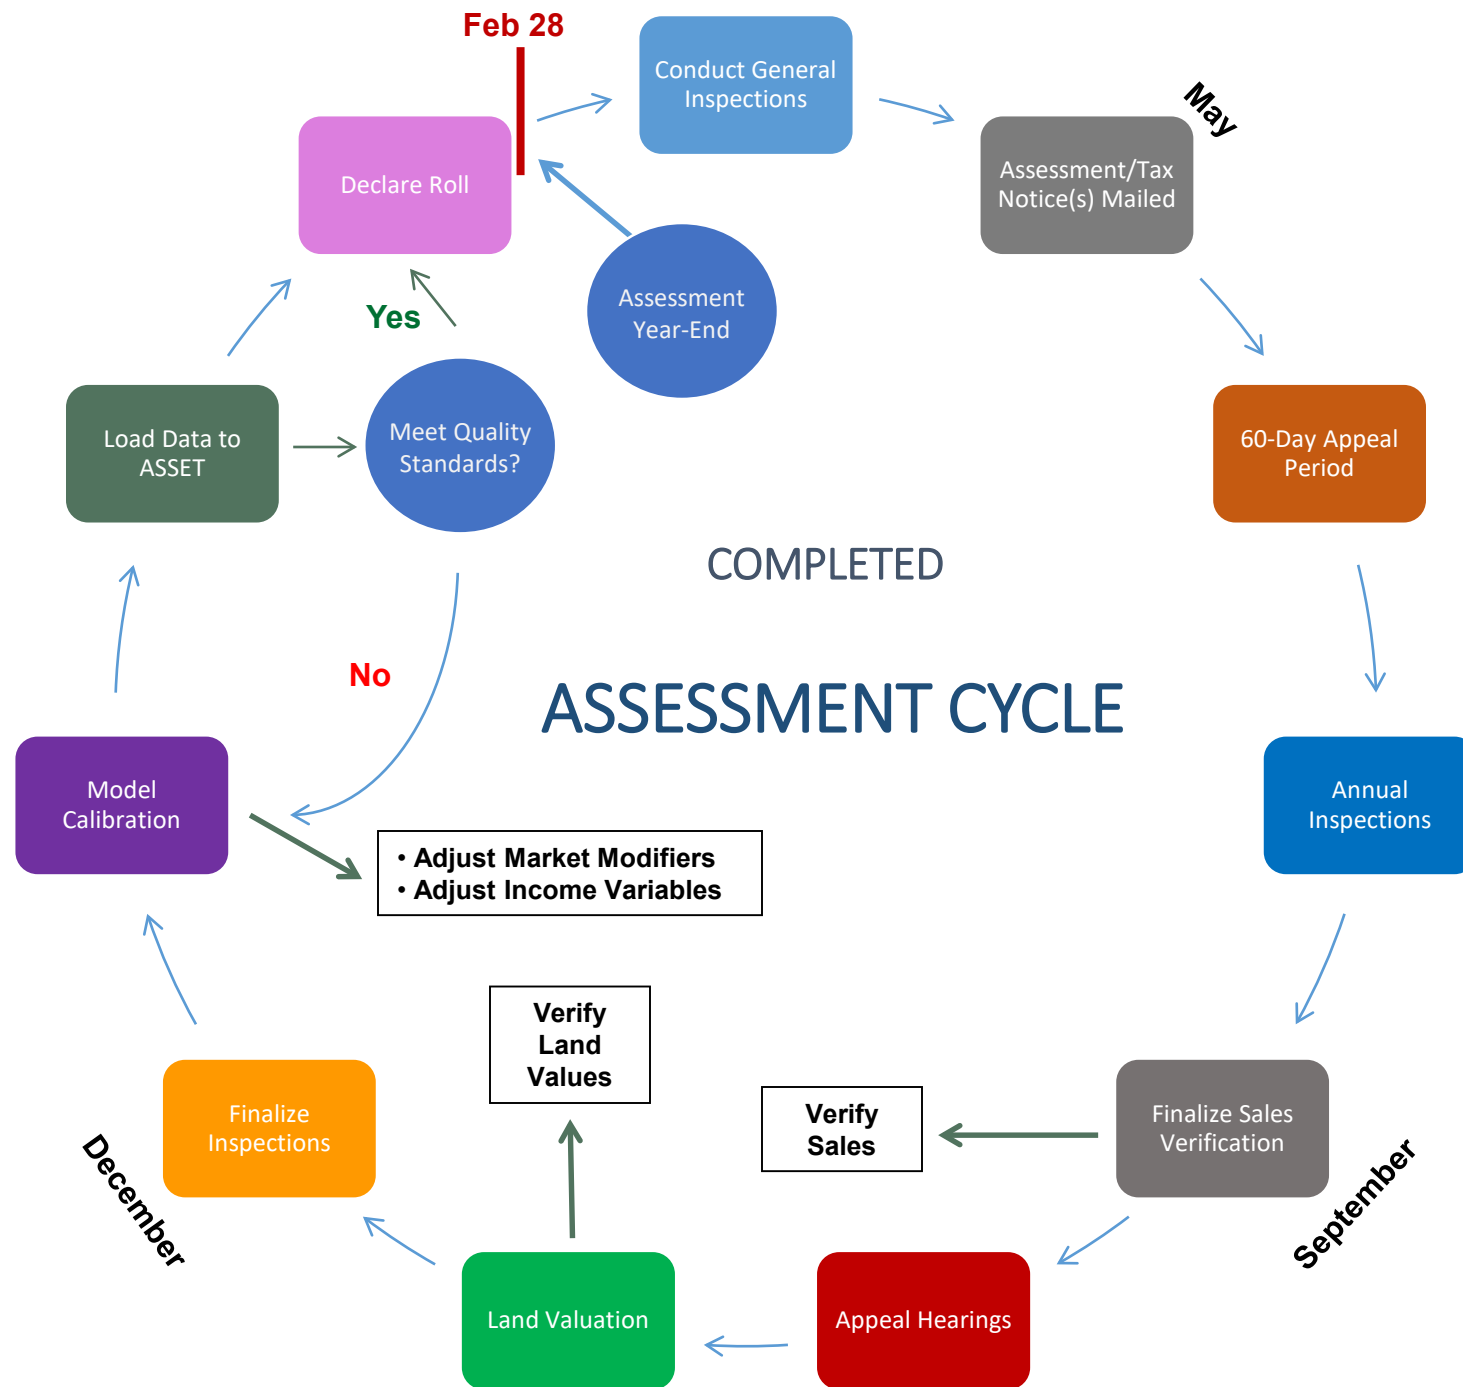 Feb 28
Conduct General
Inspections
May
Assessment/Tax
Notice(s) Mailed
Declare Roll
Assessment
Year-End
Yes
Load Data to
ASSET
Meet Quality
Standards?
60-Day Appeal
Period
COMPLETED
ASSESSMENT CYCLE
No
Model
Calibration
Annual
Inspections
• Adjust Market Modifiers
• Adjust Income Variables
Verify
Land
Values
Verify
Sales
Finalize Sales
Verification
September
Finalize
Inspections
December
Land Valuation
Appeal Hearings